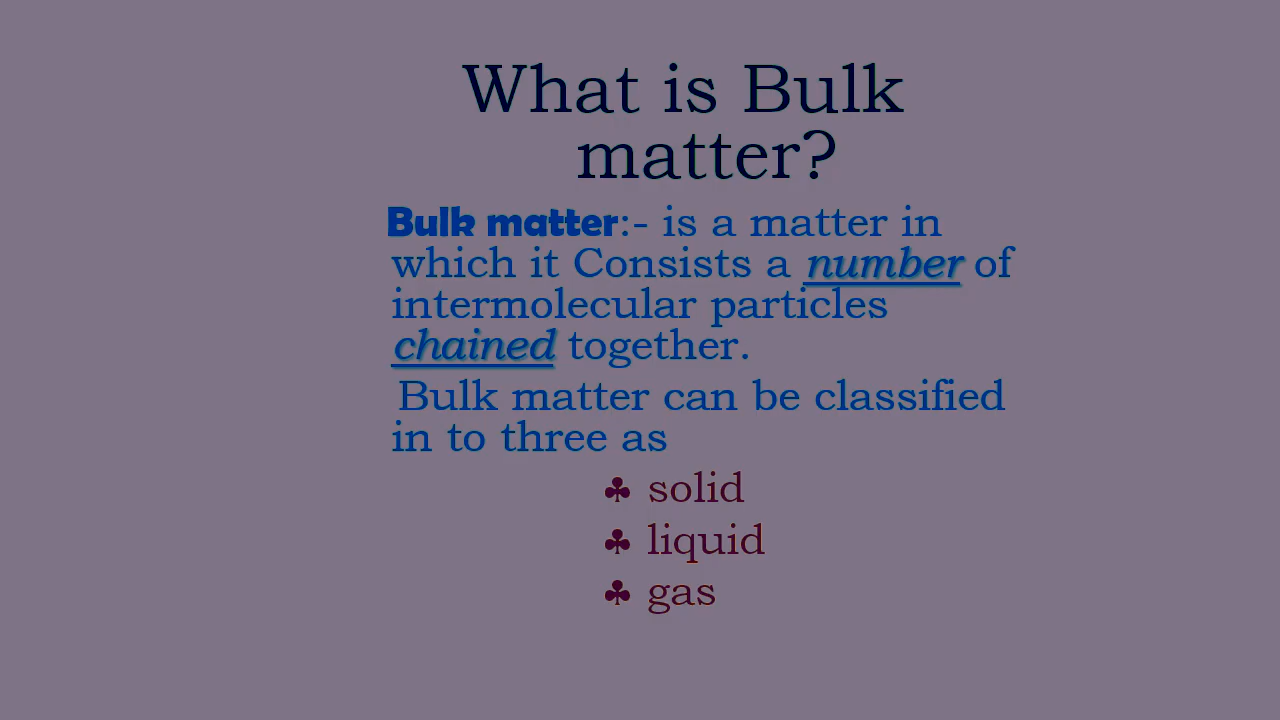 What is Bulk
matter?
Bulk matter:- is a matter in
which it Consists a number of
intermolecular particles
chained together.
Bulk matter can be classified
in to three as
♣ solid
♣ liquid
♣ gas